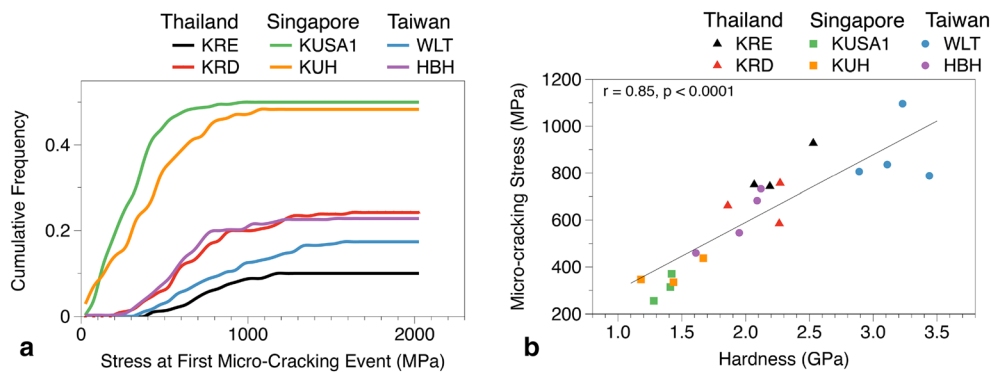 Thailand Singapore Taiwan
KRE KUSA1 WLT
KRD KUH HBH
Cumulative Frequency
0.4
0.2
0
0 1000 2000
Stress at First Micro-Cracking Event (MPa)
a
Thailand Singapore Taiwan
KRE KUSA1 WLT
KRD KUH HBH
Micro-cracking Stress (MPa)
1200
1000
800
600
400
200
r = 0.85, p < 0.0001
1.0 1.5 2.0 2.5 3.0 3.5
Hardness (GPa)
b